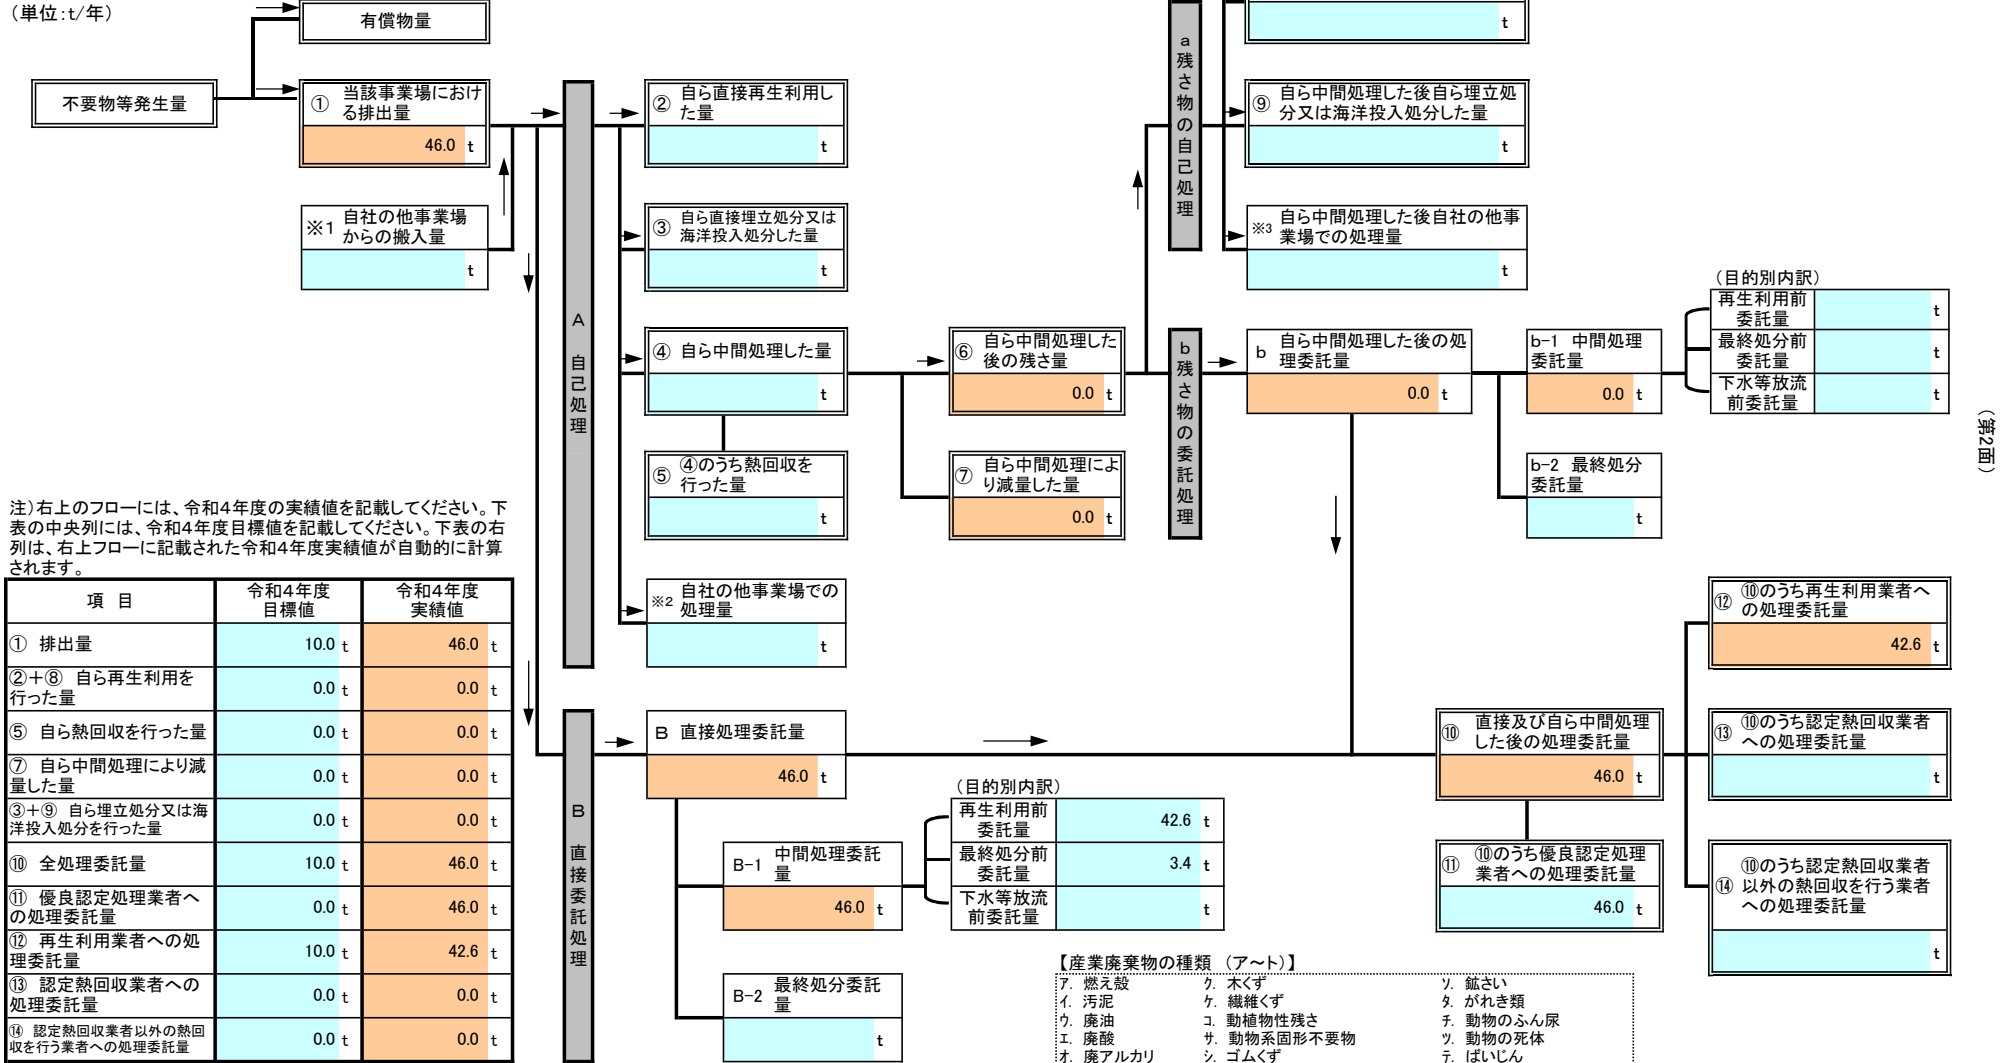 （単位：t/年）
有償物量
t
不要物等発生量
①
当該事業場におけ
る排出量
46.0 t
※1
自社の他事業場
からの搬入量
t
A 自己処理
②
自ら直接再生利用し
た量
t
③
自ら直接埋立処分又は
海洋投入処分した量
t
④ 自ら中間処理した量
t
⑤
④のうち熱回収を
行った量
t
※2
自社の他事業場での
処理量
t
⑥
自ら中間処理した
後の残さ量
0.0 t
⑦
自ら中間処理によ
り減量した量
0.0 t
a残さ物の自己処理
⑨
自ら中間処理した後自ら埋立処
分又は海洋投入処分した量
t
※3
自ら中間処理した後自社の他事
業場での処理量
t
b残さ物の委託処理
b
自ら中間処理した後の処
理委託量
0.0 t
b-1 中間処理
委託量
0.0 t
b-2 最終処分
委託量
t
（目的別内訳）
再生利用前
委託量
t
最終処分前
委託量
t
下水等放流
前委託量
t
（第2面）
注）右上のフローには、令和4年度の実績値を記載してください。下
表の中央列には、令和4年度目標値を記載してください。下表の右
列は、右上フローに記載された令和4年度実績値が自動的に計算
されます。
項 目
令和4年度
目標値
令和4年度
実績値
① 排出量
10.0 t 46.0 t
②＋⑧ 自ら再生利用を
行った量
0.0 t 0.0 t
⑤ 自ら熱回収を行った量
0.0 t 0.0 t
⑦ 自ら中間処理により減
量した量
0.0 t 0.0 t
③＋⑨ 自ら埋立処分又は海
洋投入処分を行った量
0.0 t 0.0 t
⑩ 全処理委託量
10.0 t 46.0 t
⑪ 優良認定処理業者へ
の処理委託量
0.0 t 46.0 t
⑫ 再生利用業者への処
理委託量
10.0 t 42.6 t
⑬ 認定熱回収業者への
処理委託量
0.0 t 0.0 t
⑭ 認定熱回収業者以外の熱回
収を行う業者への処理委託量
0.0 t 0.0 t
B 直接委託処理
B 直接処理委託量
46.0 t
B-1
中間処理委託
量
46.0 t
B-2
最終処分委託
量
t
（目的別内訳）
再生利用前
委託量
42.6 t
最終処分前
委託量
3.4 t
下水等放流
前委託量
t
⑩
直接及び自ら中間処理
した後の処理委託量
46.0 t
⑪
⑩のうち優良認定処理
業者への処理委託量
46.0 t
⑫
⑩のうち再生利用業者へ
の処理委託量
42.6 t
⑬
⑩のうち認定熱回収業者
への処理委託量
t
⑭
⑩のうち認定熱回収業者
以外の熱回収を行う業者
への処理委託量
t
【産業廃棄物の種類 （ア～ト）】
ア. 燃え殻
イ. 汚泥
ウ. 廃油
エ. 廃酸
オ. 廃アルカリ
ク. 木くず
ケ. 繊維くず
コ. 動植物性残さ
サ. 動物系固形不要物
シ. ゴムくず
ソ. 鉱さい
タ. がれき類
チ. 動物のふん尿
ツ. 動物の死体
テ. ばいじん